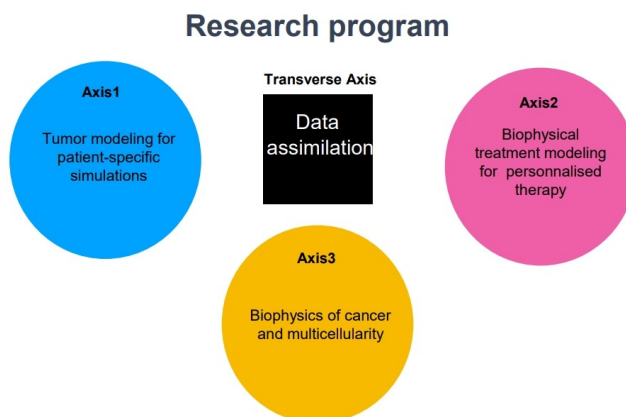 Research program
Axis1
Tumor modeling for
patient-specific
simulations
Transverse Axis
Data
assimilation
Axis2
Biophysical
treatment modeling
for personnalised
therapy
Axis3
Biophysics of cancer
and multicellularity